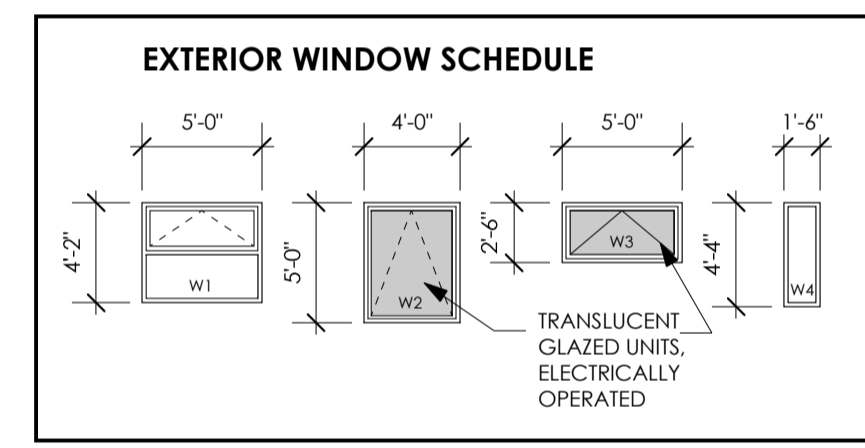 EXTERIOR WINDOW SCHEDULE
5'-0"
4'-0"
5'-0"
1'-6"
4'-2"
5'-0"
2'-6"
4'-4"
W1
W2
W3
W4
TRANSLUCENT
GLAZED UNITS,
ELECTRICALLY
OPERATED